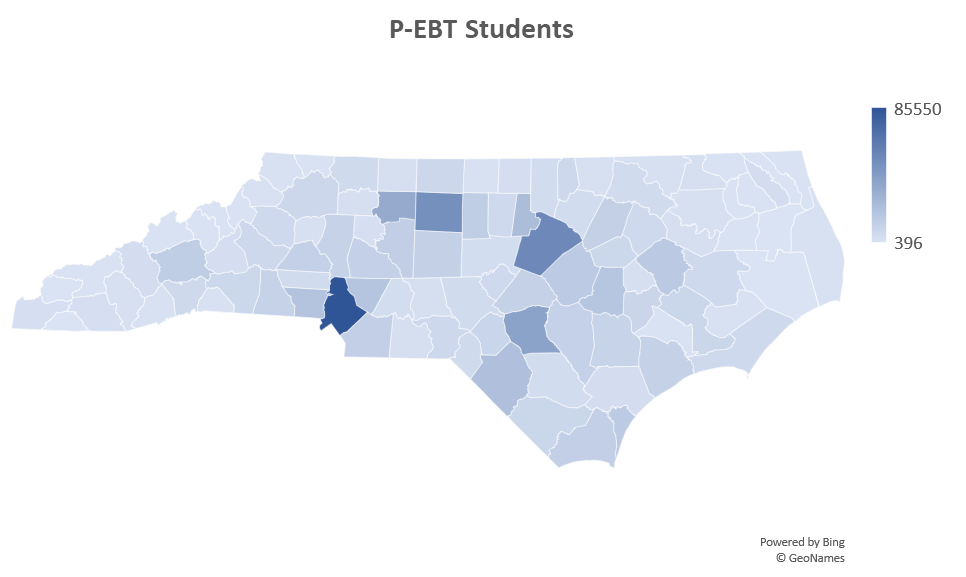 P-EBT Students
85550
396
Powered by Bing
© GeoNames